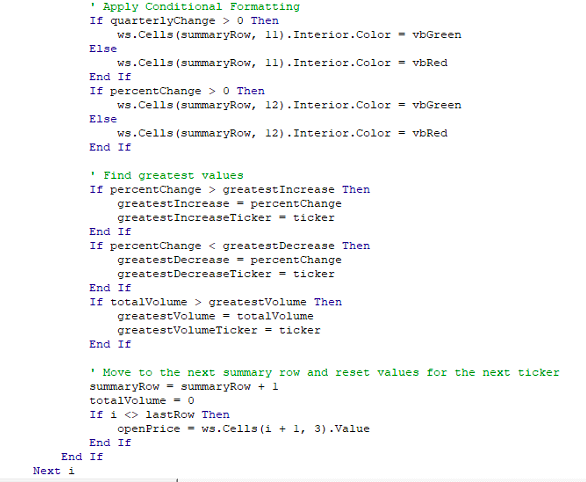 ' Apply Conditional Formatting
If quarterlyChange > 0 Then
ws.Cells(summaryRow, 11).Interior.Color = vbGreen
Else
ws.Cells(summaryRow, 11).Interior.Color = vbRed
End If
If percentChange > 0 Then
ws.Cells(summaryRow, 12).Interior.Color = vbGreen
Else
ws.Cells(summaryRow, 12).Interior.Color = vbRed
End If
' Find greatest values
If percentChange > greatestIncrease Then
greatestIncrease = percentChange
greatestIncreaseTicker = ticker
End If
If percentChange < greatestDecrease Then
greatestDecrease = percentChange
greatestDecreaseTicker = ticker
End If
If totalVolume > greatestVolume Then
greatestVolume = totalVolume
greatestVolumeTicker = ticker
End If
' Move to the next summary row and reset values for the next ticker
summaryRow = summaryRow + 1
totalVolume = 0
If i <> lastRow Then
openPrice = ws.Cells(i + 1, 3).Value
End If
End If
Next i